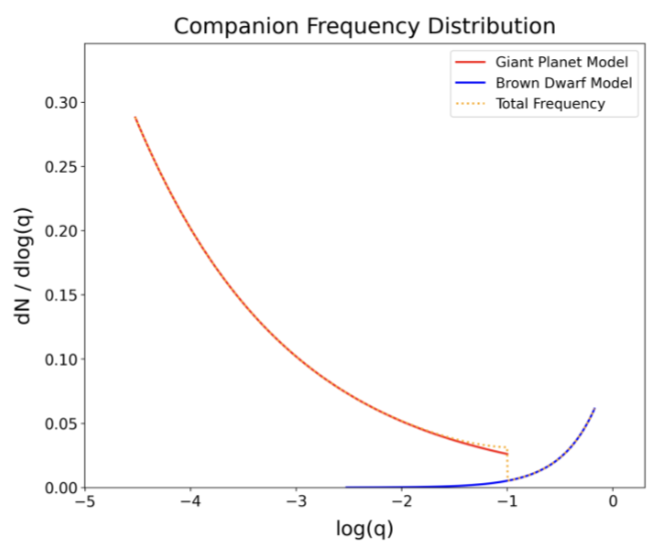 Companion Frequency Distribution
Giant Planet Model
Brown Dwarf Model
Total Frequency
dN / dlog(q)
0.30
0.25
0.20
0.15
0.10
0.05
0.00
−5 −4 −3 −2 −1 0
log(q)